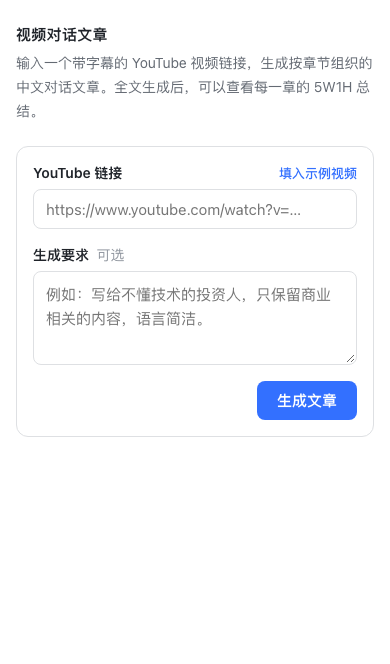 视频对话文章
输入一个带字幕的 YouTube 视频链接，生成按章节组织的
中文对话文章。全文生成后，可以查看每一章的 5W1H 总
结。
YouTube 链接 填入示例视频
https://www.youtube.com/watch?v=...
生成要求 可选
例如：写给不懂技术的投资人，只保留商业
相关的内容，语言简洁。
生成文章